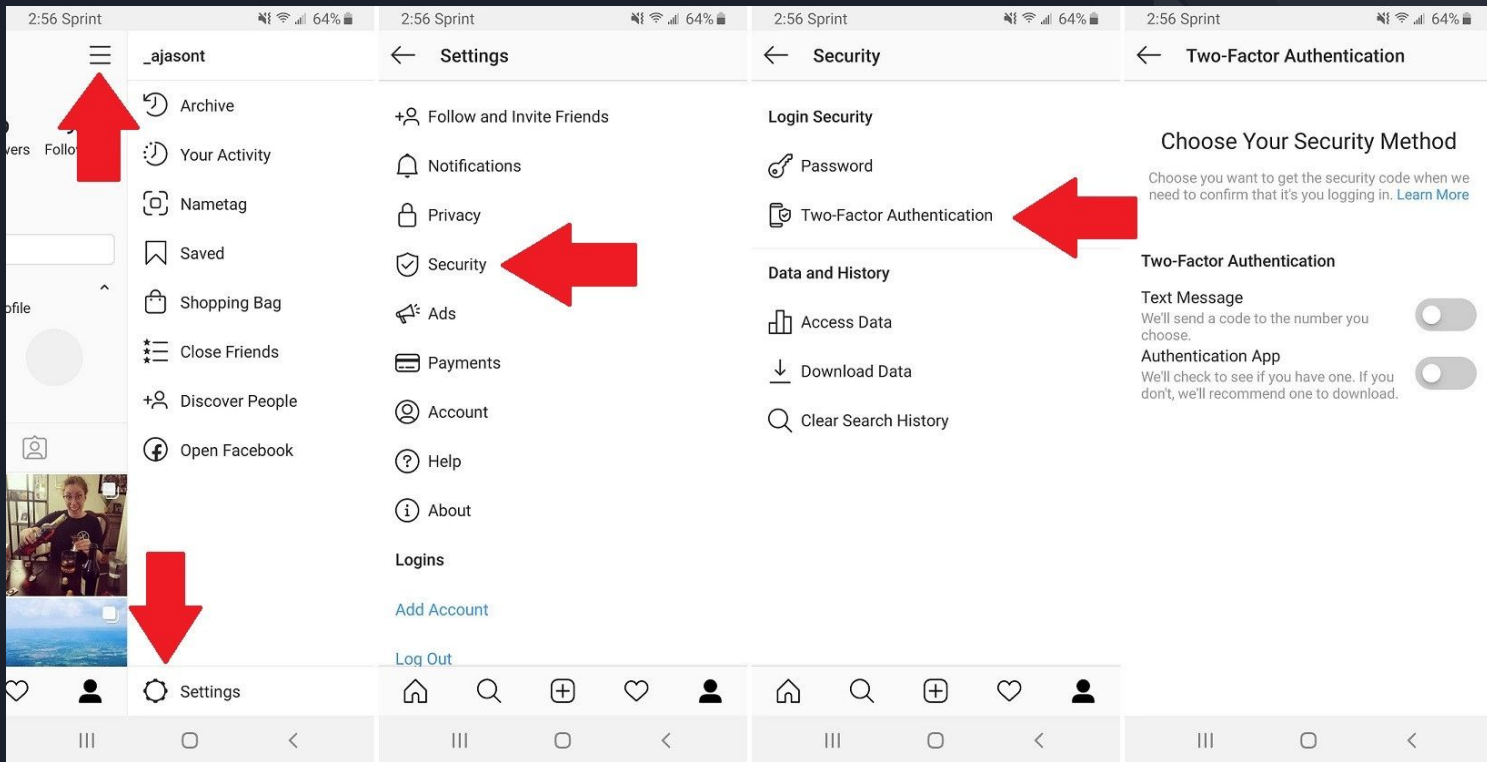 2:56 Sprint
64%
_ajasont
Archive
vers Follo
Your Activity
Nametag
Saved
ofile
Shopping Bag
Close Friends
Discover People
Open Facebook
Settings
2:56 Sprint
64%
Settings
Follow and Invite Friends
Notifications
Privacy
Security
Ads
Payments
Account
Help
About
Logins
Add Account
Log Out
2:56 Sprint
64%
Security
Login Security
Password
Two-Factor Authentication
Data and History
Access Data
Download Data
Clear Search History
2:56 Sprint
64%
Two-Factor Authentication
Choose Your Security Method
Choose you want to get the security code when we
need to confirm that it's you logging in. Learn More
Two-Factor Authentication
Text Message
We'll send a code to the number you
choose.
Authentication App
We'll check to see if you have one. If you
don't, we'll recommend one to download.